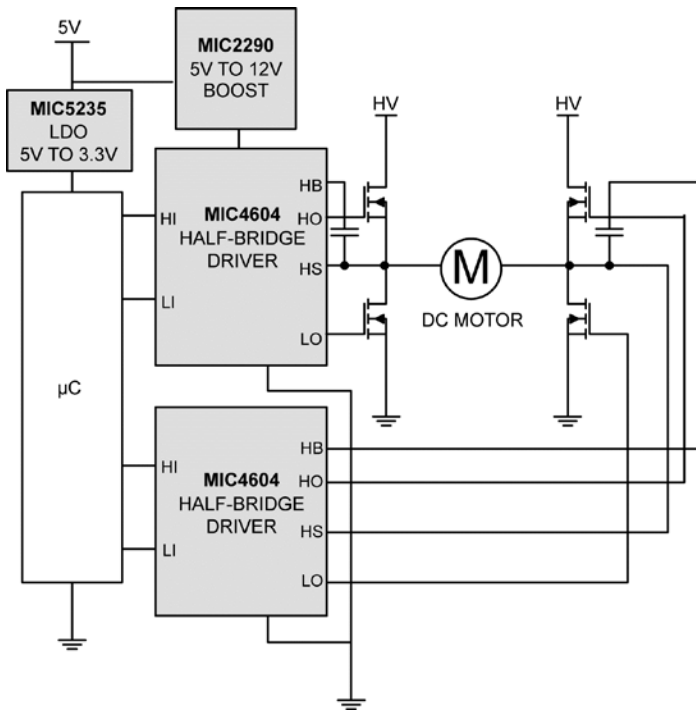 5V
MIC2290
5V TO 12V
BOOST
MIC5235
LDO
5V TO 3.3V
HV
HV
HB
HI
MIC4604
HO
HALF-BRIDGE
DRIVER
HS
M
LI
DC MOTOR
LO
µC
HB
HI
MIC4604
HO
HALF-BRIDGE
DRIVER
HS
LI
LO